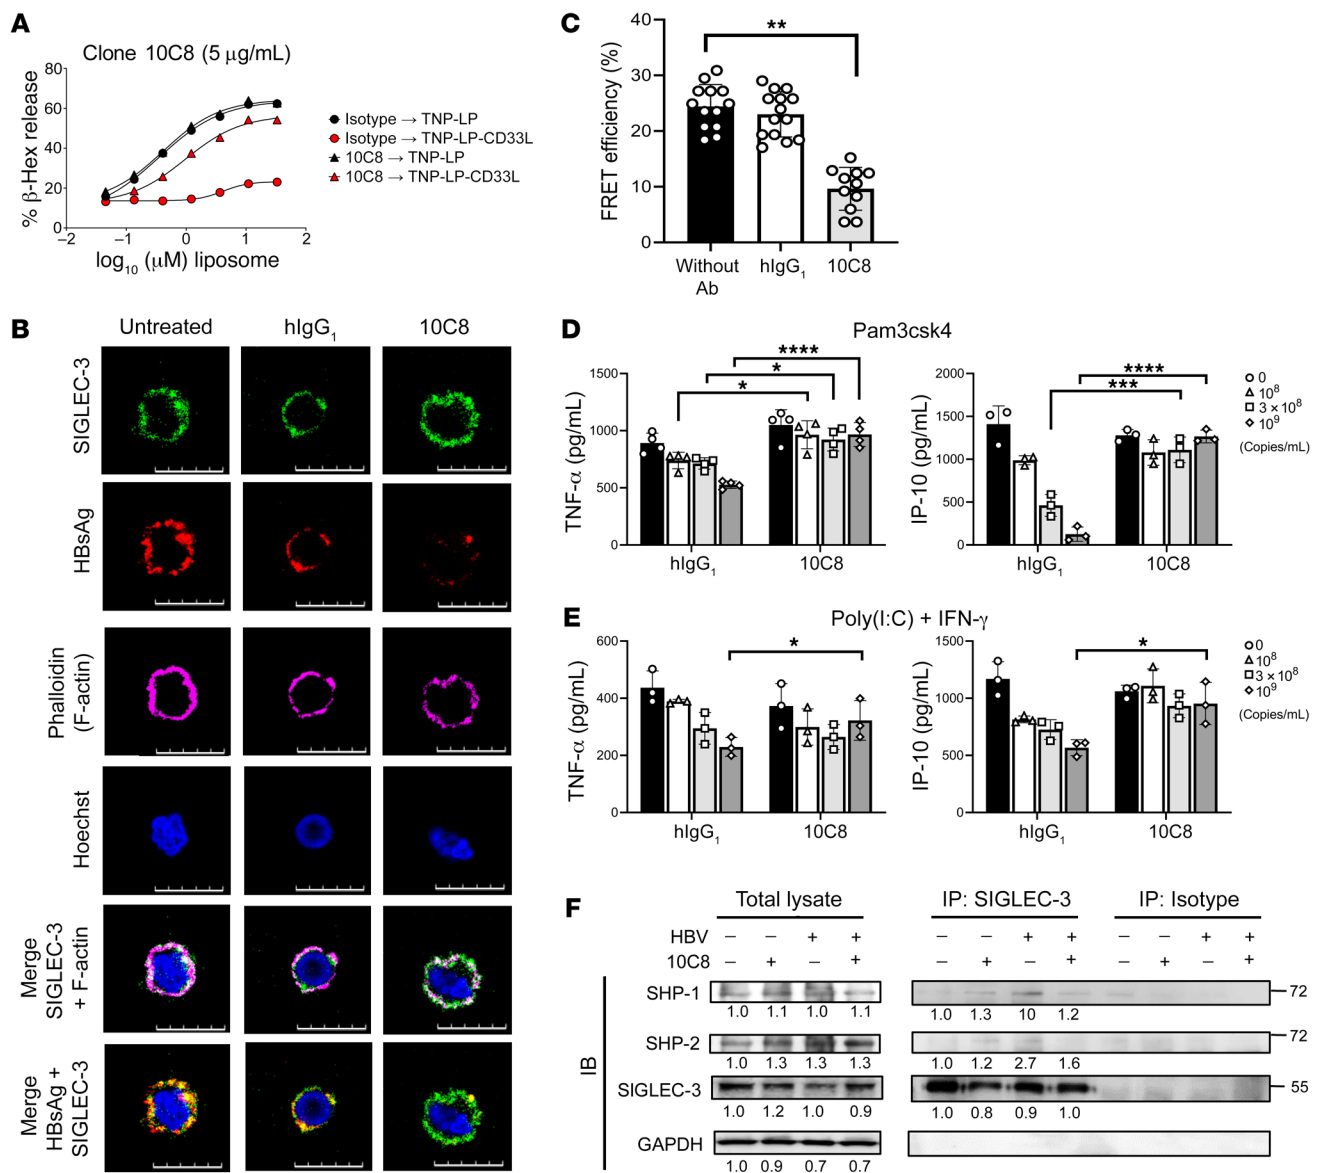 A
Clone 10C8 (5 μg/mL)
% β-Hex release
80
60
40
20
0
−2
−1
0
1
2
log10 (μM) liposome
Isotype → TNP-LP
Isotype → TNP-LP-CD33L
10C8 → TNP-LP
10C8 → TNP-LP-CD33L
B
Untreated
hIgG1
10C8
SIGLEC-3
HBsAg
Phalloidin
(F-actin)
Hoechst
Merge
SIGLEC-3
+ F-actin
Merge
HBsAg +
SIGLEC-3
C
FRET efficiency (%)
40
30
20
10
0
**
Without
Ab
hIgG1
10C8
D
Pam3csk4
TNF-α (pg/mL)
1500
1000
500
0
****
*
*
hIgG1
10C8
IP-10 (pg/mL)
2000
1500
1000
500
0
****
***
hIgG1
10C8
0
10^8
3 × 10^8
10^9
(Copies/mL)
E
Poly(I:C) + IFN-γ
TNF-α (pg/mL)
600
400
200
0
*
hIgG1
10C8
IP-10 (pg/mL)
1500
1000
500
0
*
hIgG1
10C8
0
10^8
3 × 10^8
10^9
(Copies/mL)
F
Total lysate
IP: SIGLEC-3
IP: Isotype
HBV − − + + − − + + − − + +
10C8 − + − + − + − + − + − +
IB
SHP-1
72
1.0 1.1 1.0 1.1 1.0 1.3 10 1.2
SHP-2
72
1.0 1.3 1.3 1.3 1.0 1.2 2.7 1.6
SIGLEC-3
55
1.0 1.2 1.0 0.9 1.0 0.8 0.9 1.0
GAPDH
1.0 0.9 0.7 0.7